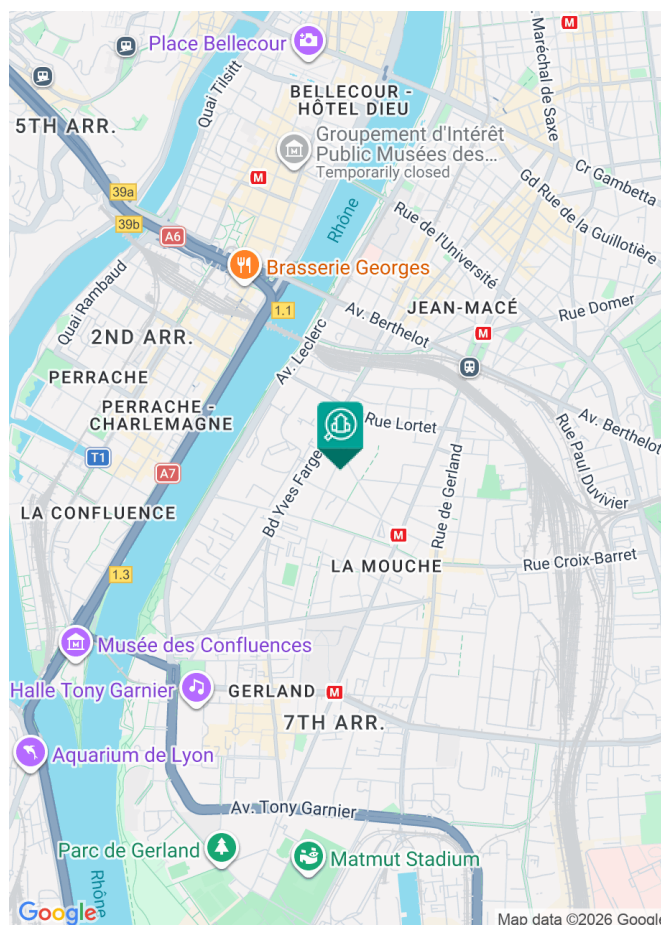 Place Bellecour
Maréchal de Saxe
M
Quai Tilsitt
BELLECOUR -
HÔTEL DIEU
5TH ARR.
Groupement d'Intérêt
Public Musées des...
Temporarily closed
Cr Gambetta
M
Gd Rue de la Guillotière
39a
39b
Rhône
Rue de l'Université
A6
Brasserie Georges
Quai Rambaud
1.1
Av. Berthelot
JEAN-MACÉ
Rue Domer
M
2ND ARR.
Av. Leclerc
PERRACHE
PERRACHE -
CHARLEMAGNE
Rue Lortet
Av. Berthelot
T1
A7
Bd Yves Farge
Rue de Gerland
Rue Paul Duvivier
LA CONFLUENCE
M
LA MOUCHE
Rue Croix-Barret
1.3
Musée des Confluences
Halle Tony Garnier
GERLAND
M
7TH ARR.
Aquarium de Lyon
Av. Tony Garnier
Parc de Gerland
Matmut Stadium
Rhône
Google
Map data ©2026 Google